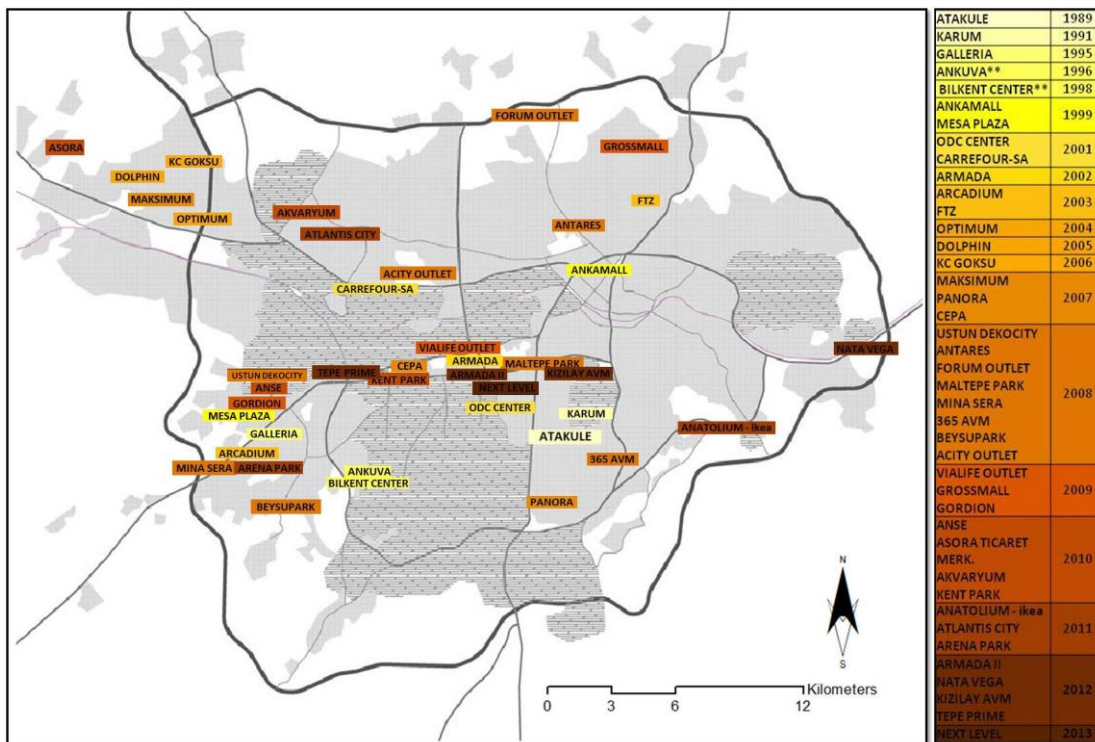 FORUM OUTLET
ASORA
GROSSMALL
KC GOKSU
DOLPHIN
MAKSIMUM
FTZ
OPTIMUM
AKVARYUM
ANTARES
ATLANTIS CITY
ACITY OUTLET
ANKAMALL
CARREFOUR-SA
VIALIFE OUTLET
NATA VEGA
ARMADA
CEPA
MALTEPE PARK
USTUN DEKOCITY
TEPE PRIME
KENT PARK
ARMADA II
KIZILAY AVM
ANSE
NEXT LEVEL
GORDION
ODC CENTER
MESA PLAZA
KARUM
GALLERIA
ATAKULE
ANATOLIUM - ikea
ARCADIUM
365 AVM
MINA SERA
ARENA PARK
ANKUVA
BILKENT CENTER
BEYSUPARK
PANORA
N
S
Kilometers
0 3 6 12
ATAKULE 1989
KARUM 1991
GALLERIA 1995
ANKUVA** 1996
BILKENT CENTER** 1998
ANKAMALL
MESA PLAZA
1999
ODC CENTER
CARREFOUR-SA
2001
ARMADA 2002
ARCADIUM
FTZ
2003
OPTIMUM 2004
DOLPHIN 2005
KC GOKSU 2006
MAKSIMUM
PANORA
CEPA
2007
USTUN DEKOCITY
ANTARES
FORUM OUTLET
MALTEPE PARK
MINA SERA
365 AVM
BEYSUPARK
ACITY OUTLET
2008
VIALIFE OUTLET
GROSSMALL
GORDION
2009
ANSE
ASORA TICARET
MERK.
AKVARYUM
KENT PARK
2010
ANATOLIUM - ikea
ATLANTIS CITY
ARENA PARK
2011
ARMADA II
NATA VEGA
KIZILAY AVM
TEPE PRIME
2012
NEXT LEVEL 2013